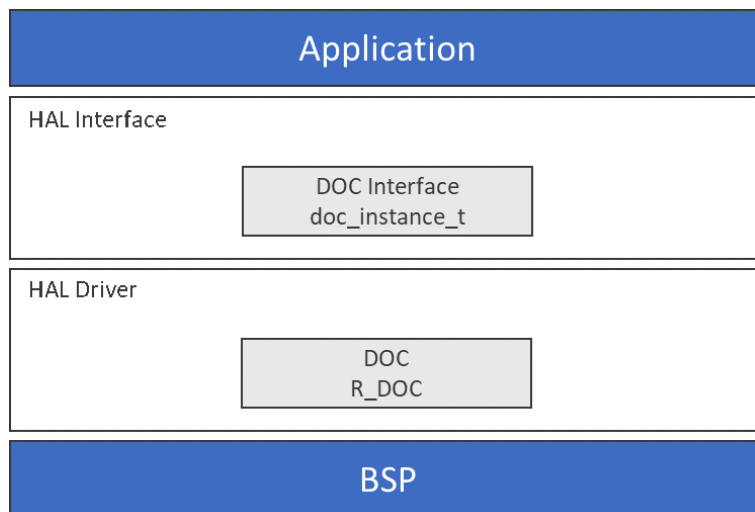 Application
HAL Interface
DOC Interface
doc_instance_t
HAL Driver
DOC
R_DOC
BSP